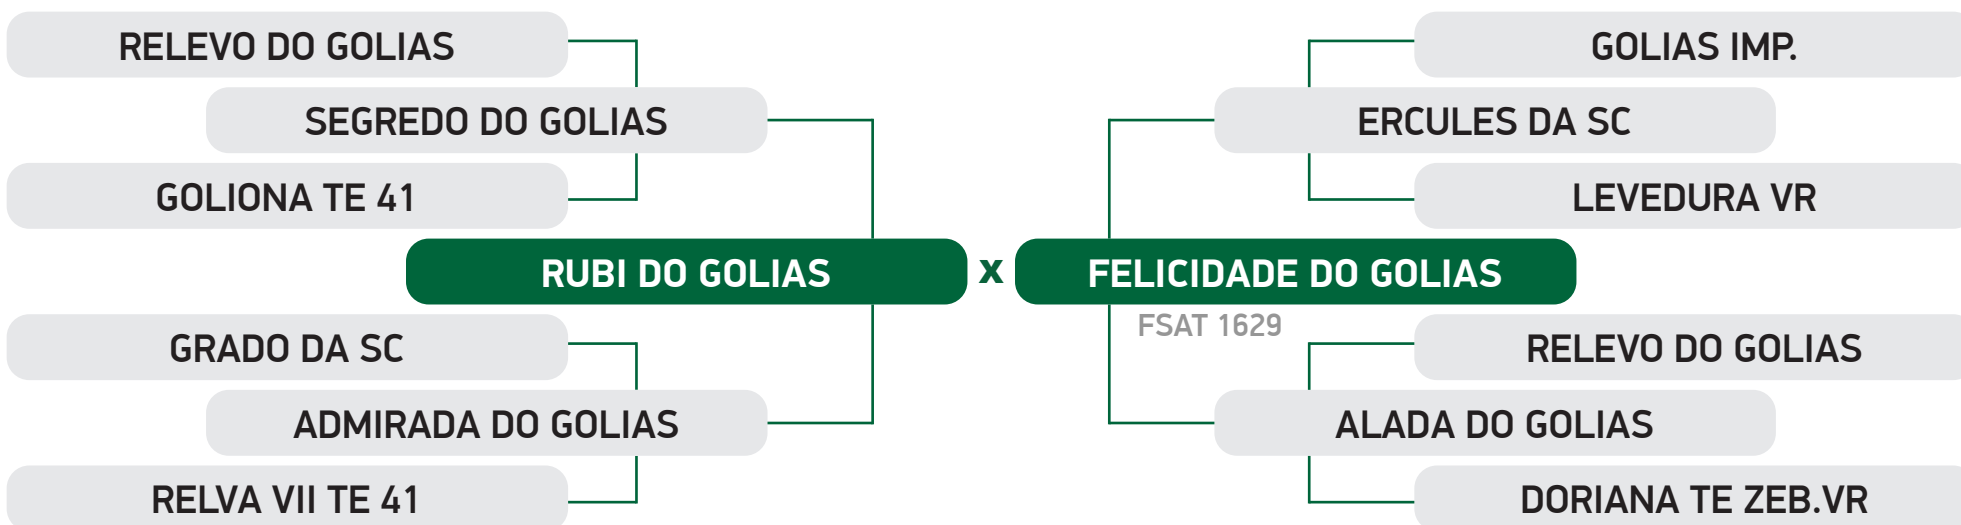 RELEVO DO GOLIAS
GOLIAS IMP.
SEGREDO DO GOLIAS
ERCULES DA SC
GOLIONA TE 41
LEVEDURA VR
RUBI DO GOLIAS x FELICIDADE DO GOLIAS
FSAT 1629
GRADO DA SC
RELEVO DO GOLIAS
ADMIRADA DO GOLIAS
ALADA DO GOLIAS
RELVA VII TE 41
DORIANA TE ZEB.VR